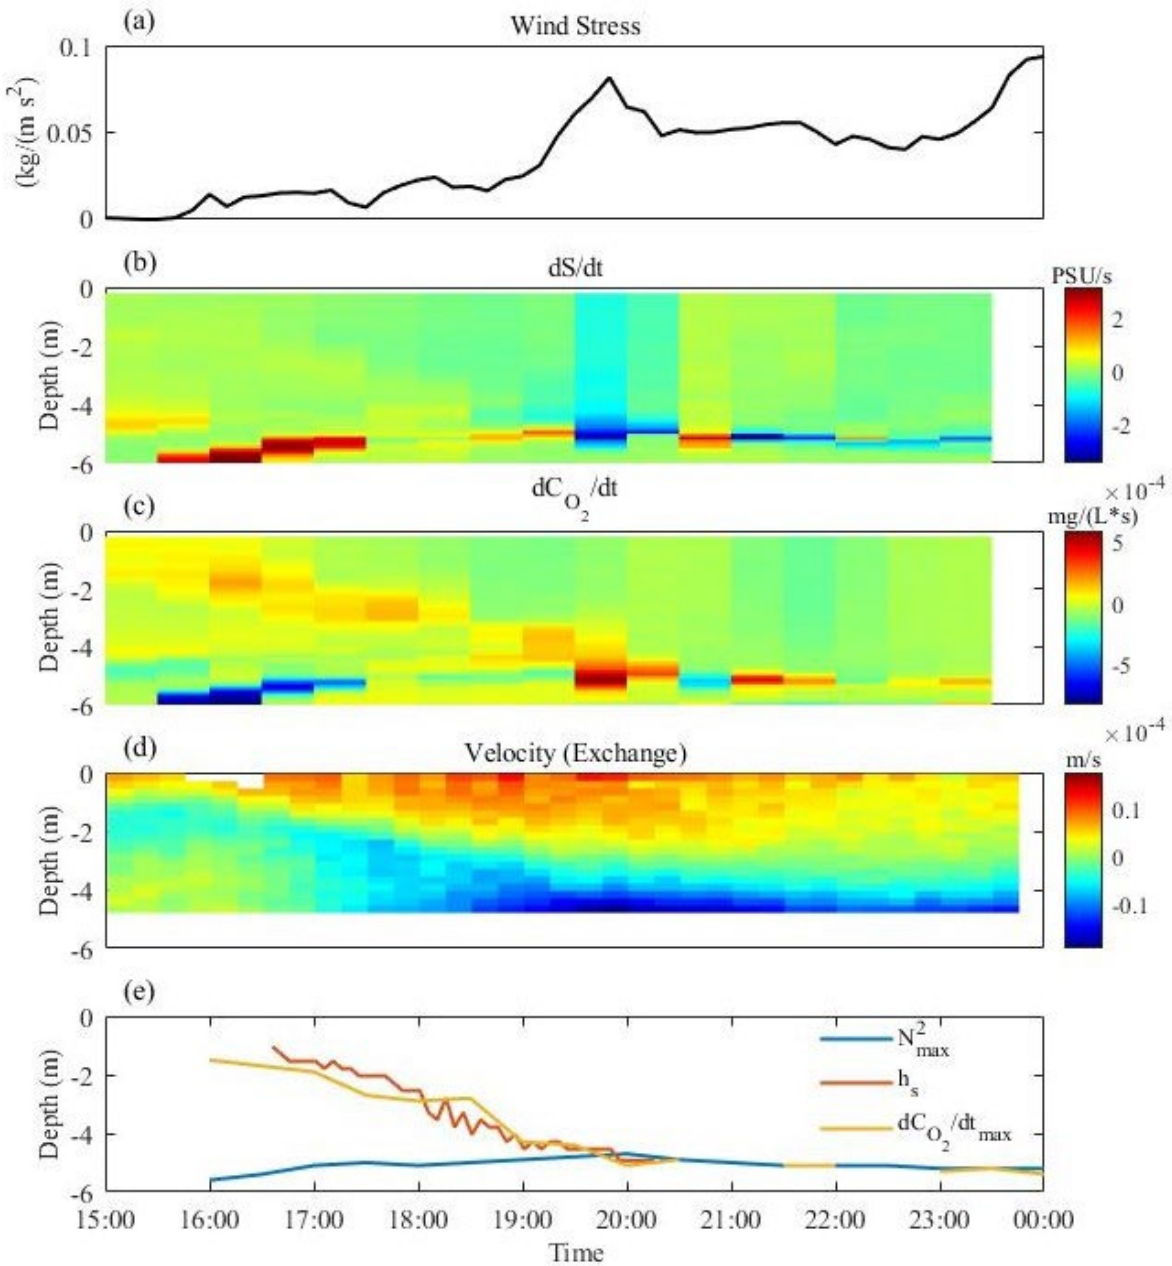 (a)
Wind Stress
0.1
0.05
0
(kg/(m s²)
(b)
dS/dt
PSU/s
0
-2
-4
-6
Depth (m)
2
0
-2
×10⁻⁴
(c)
dC_O₂/dt
mg/(L*s)
0
-2
-4
-6
Depth (m)
5
0
-5
×10⁻⁴
(d)
Velocity (Exchange)
m/s
0
-2
-4
-6
Depth (m)
0.1
0
-0.1
(e)
0
-2
-4
-6
Depth (m)
N²max
hs
dC_O₂/dt max
15:00 16:00 17:00 18:00 19:00 20:00 21:00 22:00 23:00 00:00
Time